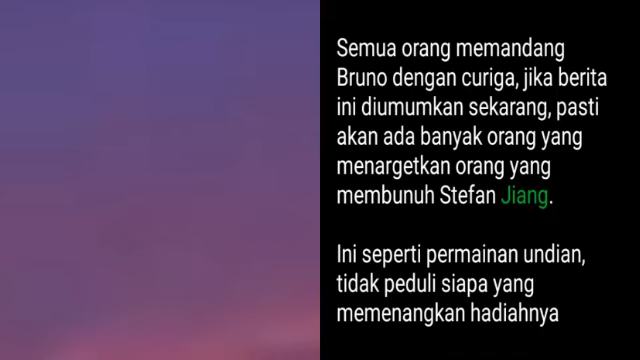 Semua orang memandang
Bruno dengan curiga, jika berita
ini diumumkan sekarang, pasti
akan ada banyak orang yang
menargetkan orang yang
membunuh Stefan Jiang.
Ini seperti permainan undian,
tidak peduli siapa yang
memenangkan hadiahnya